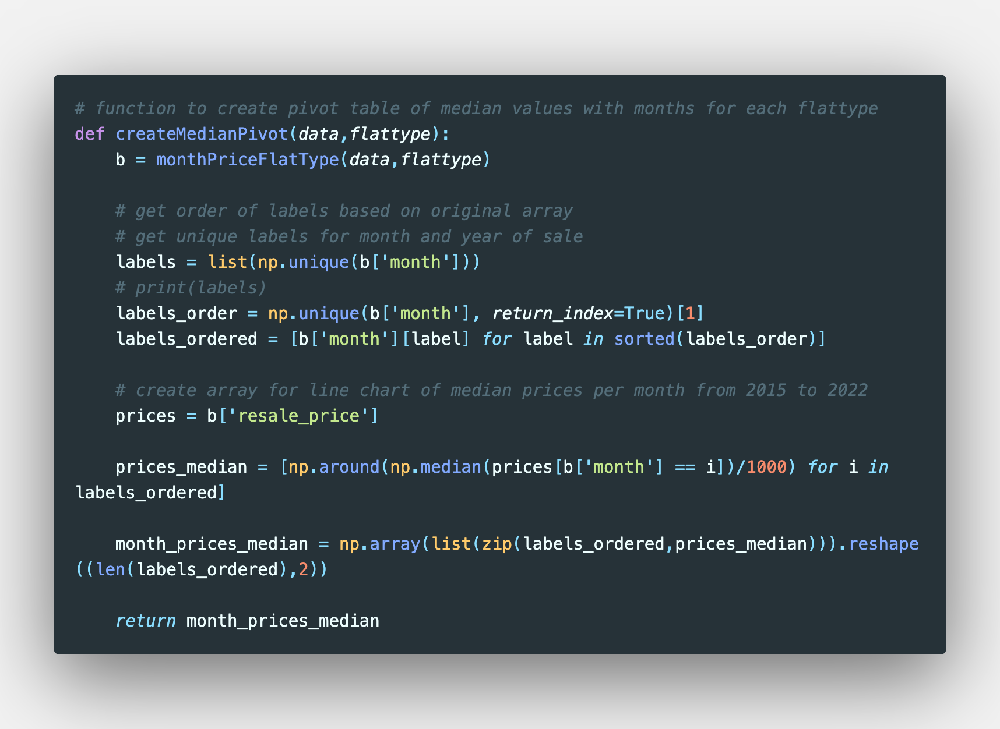 # function to create pivot table of median values with months for each flattype
def createMedianPivot(data,flattype):
    b = monthPriceFlatType(data,flattype)

    # get order of labels based on original array
    # get unique labels for month and year of sale
    labels = list(np.unique(b['month']))
    # print(labels)
    labels_order = np.unique(b['month'], return_index=True)[1]
    labels_ordered = [b['month'][label] for label in sorted(labels_order)]

    # create array for line chart of median prices per month from 2015 to 2022
    prices = b['resale_price']

    prices_median = [np.around(np.median(prices[b['month'] == i])/1000) for i in
labels_ordered]

    month_prices_median = np.array(list(zip(labels_ordered,prices_median))).reshape
((len(labels_ordered),2))

    return month_prices_median